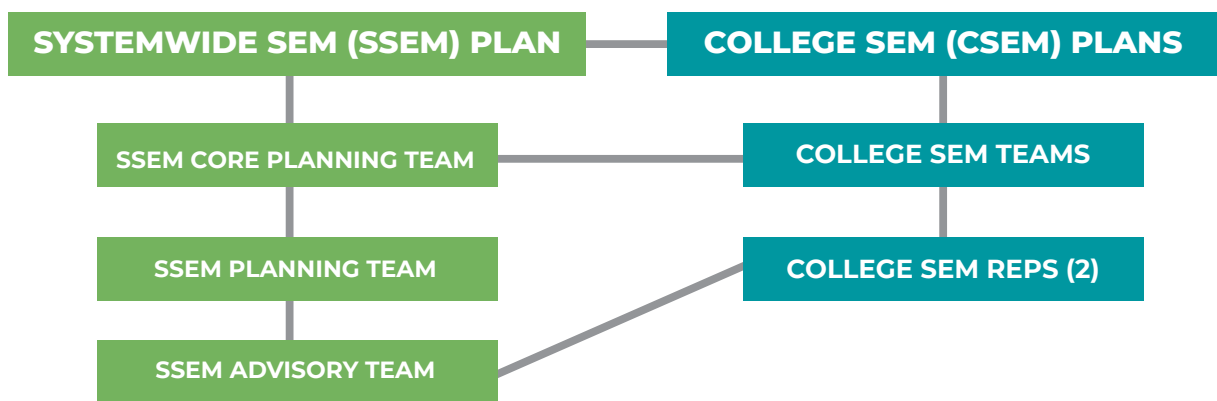 SYSTEMWIDE SEM (SSEM) PLAN
COLLEGE SEM (CSEM) PLANS
SSEM CORE PLANNING TEAM
COLLEGE SEM TEAMS
SSEM PLANNING TEAM
COLLEGE SEM REPS (2)
SSEM ADVISORY TEAM